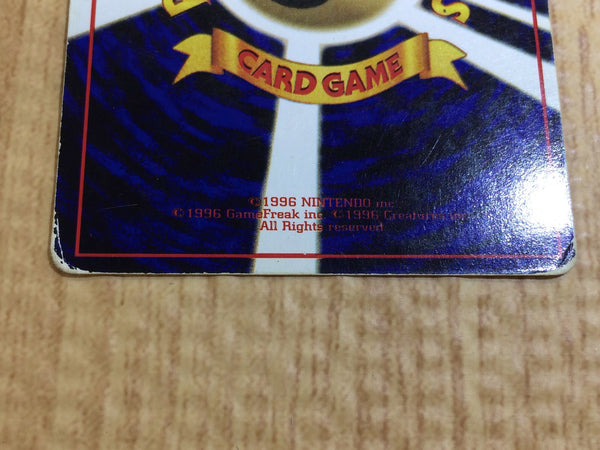 CARD GAME
©1996 NINTENDO inc
©1996 GameFreak inc. ©1996 Creatures inc.
All Rights reserved